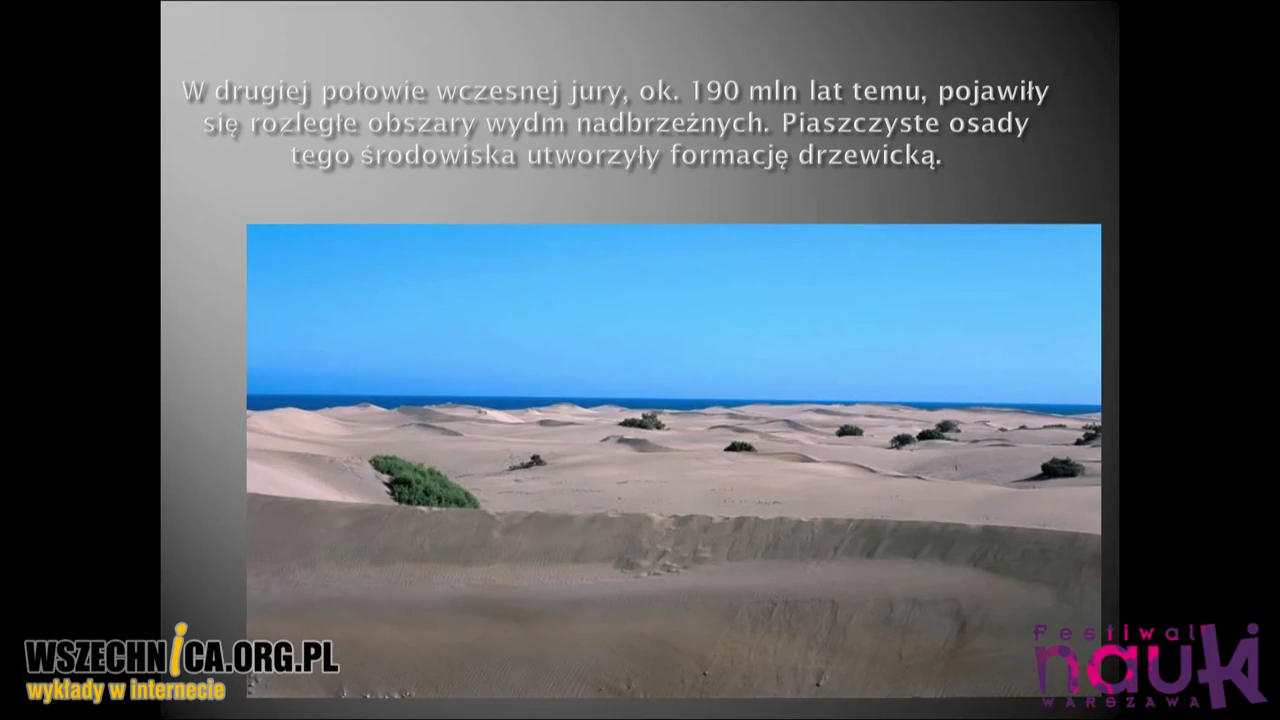 W drugiej połowie wczesnej jury, ok. 190 mln lat temu, pojawiły
się rozległe obszary wydm nadbrzeżnych. Piaszczyste osady
tego środowiska utworzyły formację drzewicką.
WSZECHNICA.ORG.PL
wykłady w internecie
Festiwal
nauki
WARSZAWA